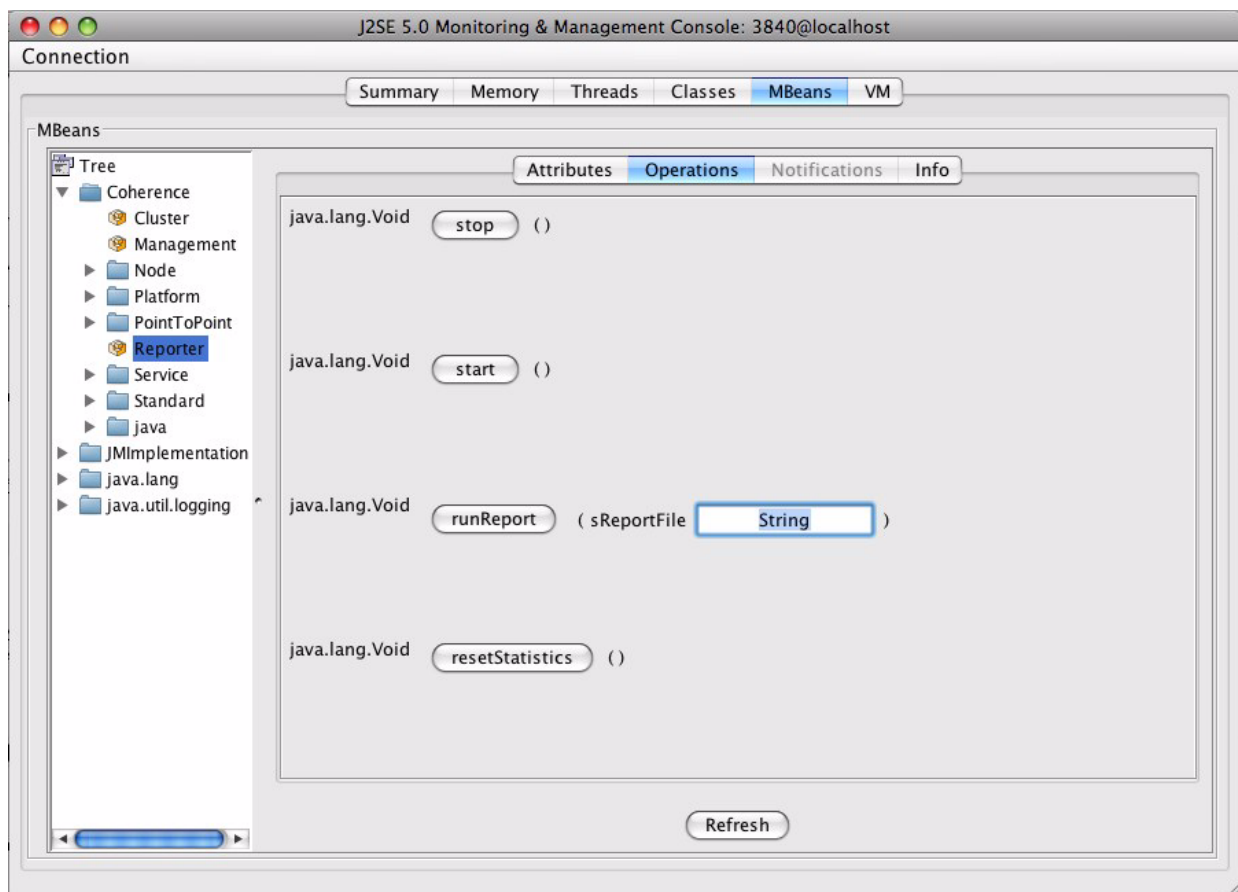 J2SE 5.0 Monitoring & Management Console: 3840@localhost
Connection
Summary Memory Threads Classes MBeans VM
MBeans
Tree
Coherence
Cluster
Management
Node
Platform
PointToPoint
Reporter
Service
Standard
java
JMImplementation
java.lang
java.util.logging
Attributes Operations Notifications Info
java.lang.Void stop ()
java.lang.Void start ()
java.lang.Void runReport ( sReportFile String )
java.lang.Void resetStatistics ()
Refresh